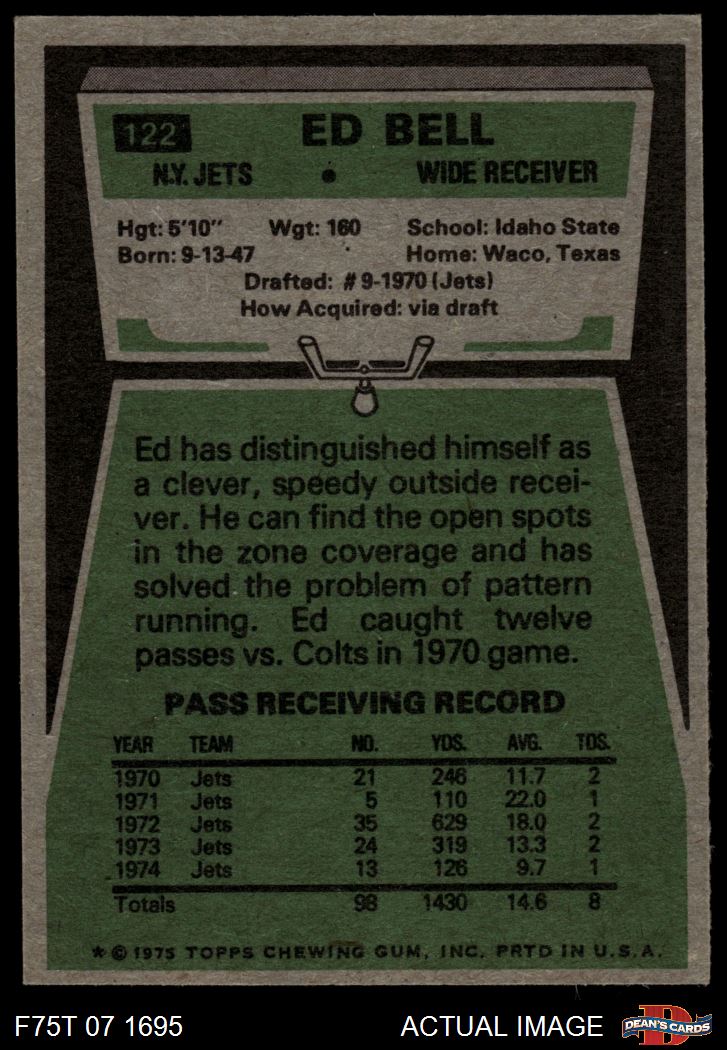 122 ED BELL
N.Y. JETS • WIDE RECEIVER
Hgt: 5'10" Wgt: 160 School: Idaho State
Born: 9-13-47 Home: Waco, Texas
Drafted: #9-1970 (Jets)
How Acquired: via draft
Ed has distinguished himself as
a clever, speedy outside recei-
ver. He can find the open spots
in the zone coverage and has
solved the problem of pattern
running. Ed caught twelve
passes vs. Colts in 1970 game.
PASS RECEIVING RECORD
YEAR TEAM NO. YDS. AVG. TDS.
1970 Jets 21 246 11.7 2
1971 Jets 5 110 22.0 1
1972 Jets 35 629 18.0 2
1973 Jets 24 319 13.3 2
1974 Jets 13 126 9.7 1
Totals 98 1430 14.6 8
* © 1975 TOPPS CHEWING GUM, INC. PRTD IN U.S.A.
F75T 07 1695 ACTUAL IMAGE D DEAN'S CARDS